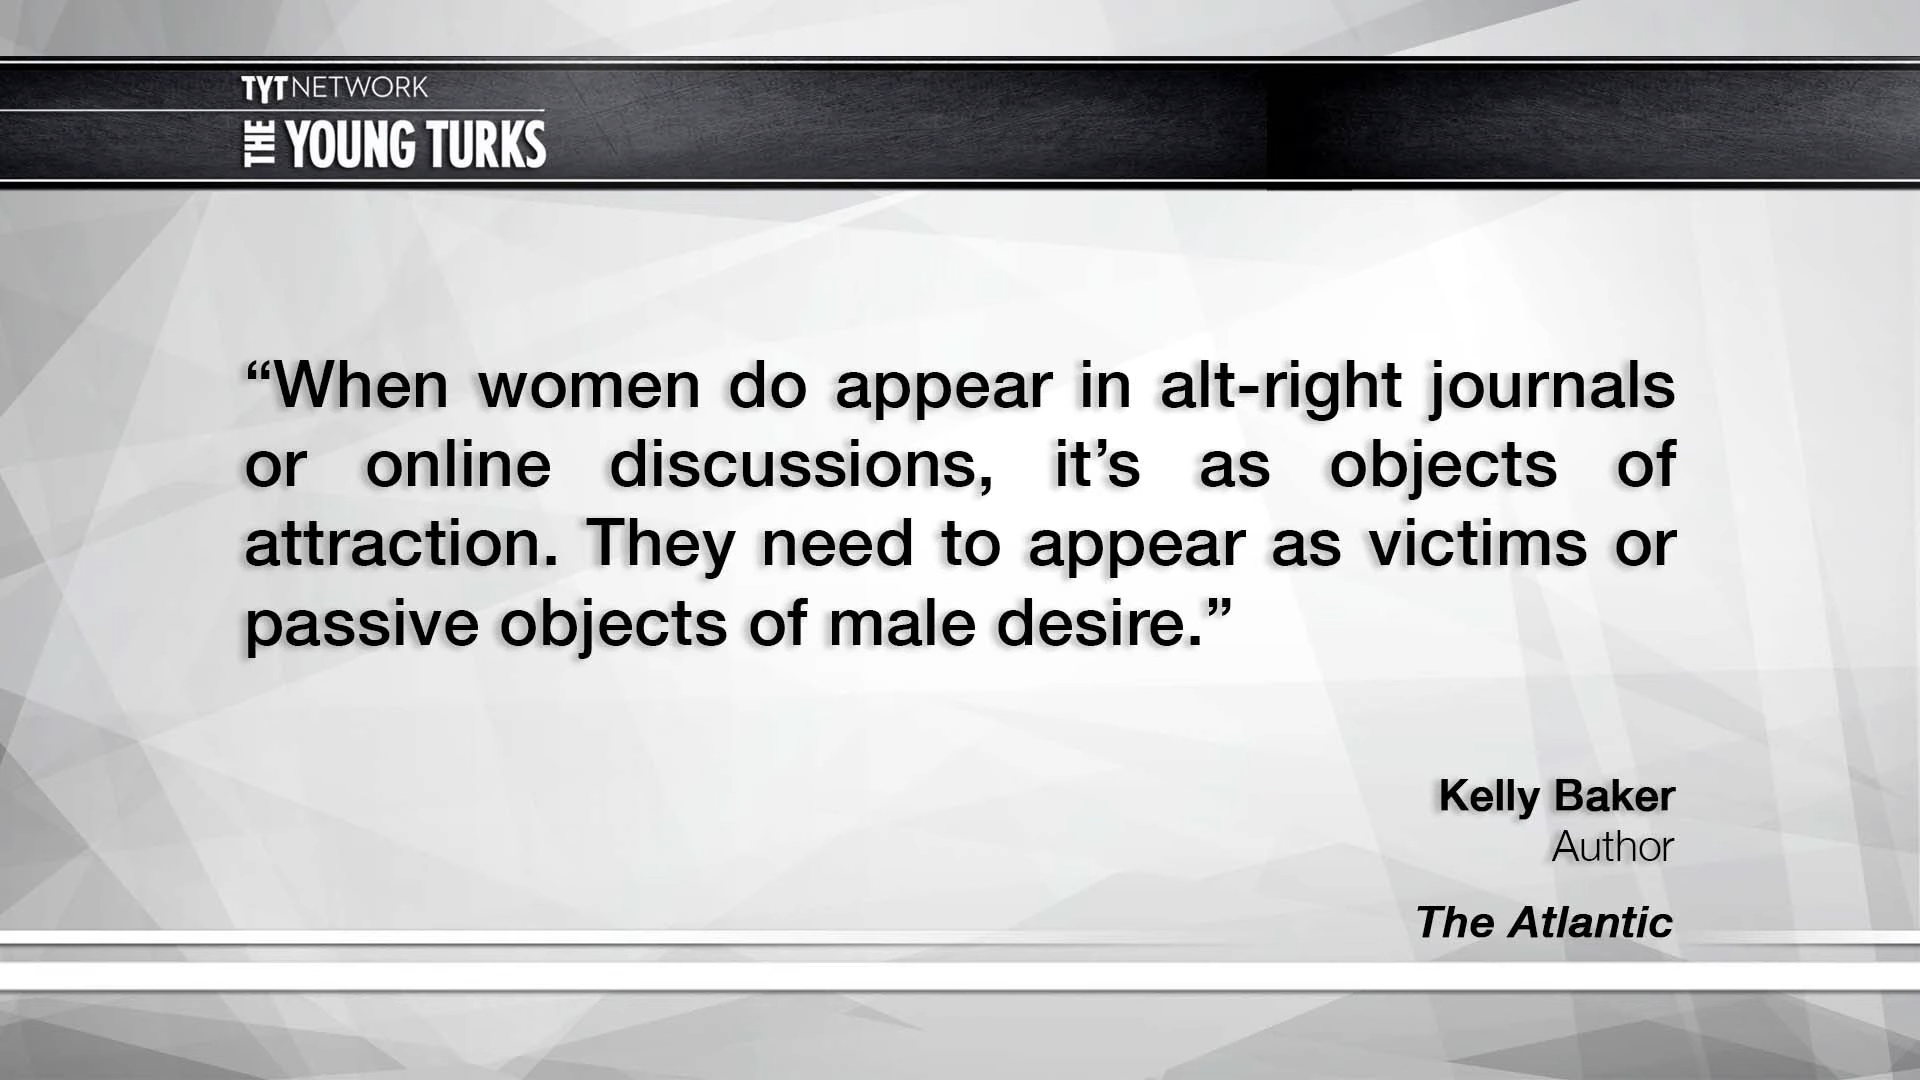 TYT NETWORK
THE YOUNG TURKS
“When women do appear in alt-right journals
or online discussions, it’s as objects of
attraction. They need to appear as victims or
passive objects of male desire.”
Kelly Baker
Author
The Atlantic